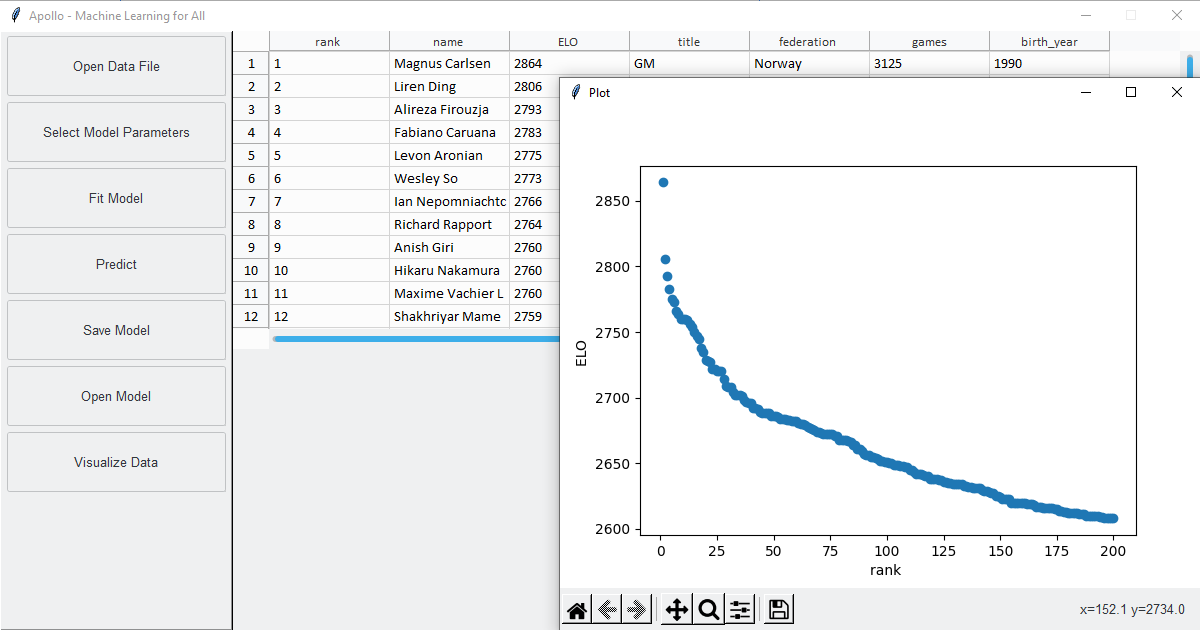 Apollo - Machine Learning for All
Open Data File
Select Model Parameters
Fit Model
Predict
Save Model
Open Model
Visualize Data
rank name ELO title federation games birth_year
1 1 Magnus Carlsen 2864 GM Norway 3125 1990
2 2 Liren Ding 2806
3 3 Alireza Firouzja 2793
4 4 Fabiano Caruana 2783
5 5 Levon Aronian 2775
6 6 Wesley So 2773
7 7 Ian Nepomniachtc 2766
8 8 Richard Rapport 2764
9 9 Anish Giri 2760
10 10 Hikaru Nakamura 2760
11 11 Maxime Vachier L 2760
12 12 Shakhriyar Mame 2759
Plot
2850
2800
2750
2700
2650
2600
ELO
0 25 50 75 100 125 150 175 200
rank
x=152.1 y=2734.0